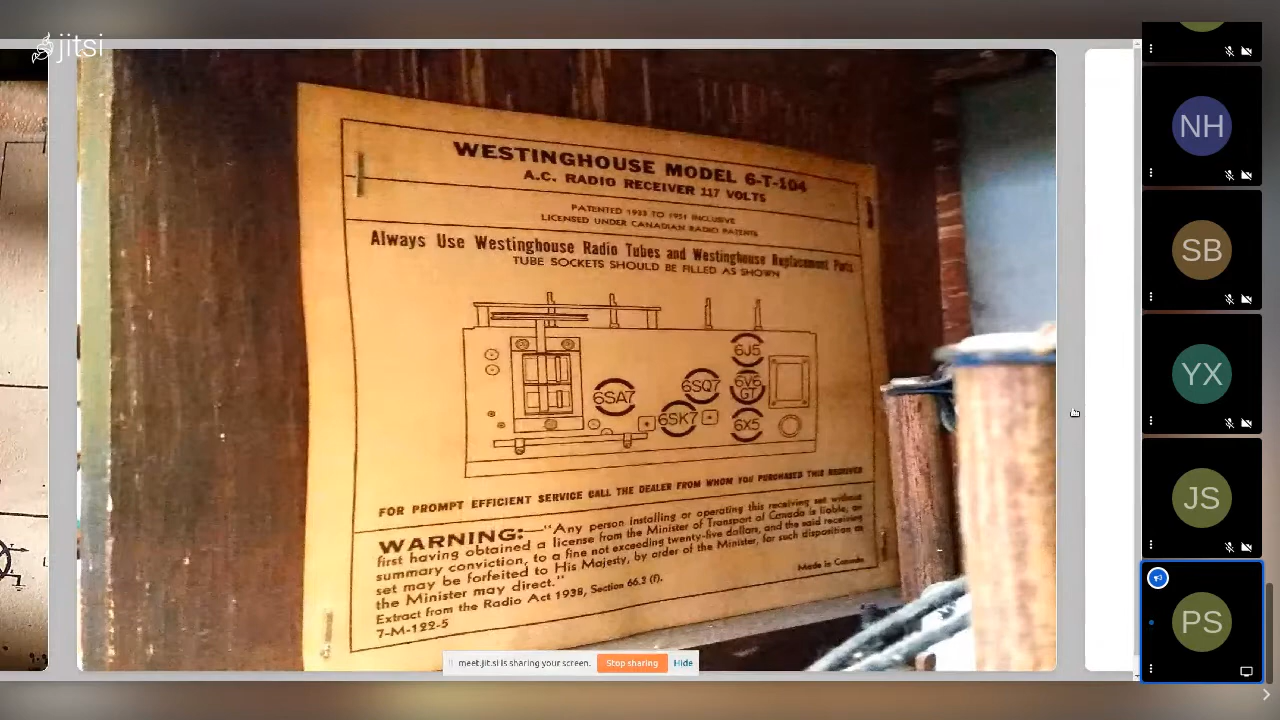 jitsi
WESTINGHOUSE MODEL 6-T-104
A.C. RADIO RECEIVER 117 VOLTS
PATENTED 1933 TO 1951 INCLUSIVE
LICENSED UNDER CANADIAN RADIO PATENTS
Always Use Westinghouse Radio Tubes and Westinghouse Replacement Parts
TUBE SOCKETS SHOULD BE FILLED AS SHOWN
6J5
6SA7
6SQ7
6V6
GT
6SK7
6X5
FOR PROMPT EFFICIENT SERVICE CALL THE DEALER FROM WHOM YOU PURCHASED THIS RECEIVER
WARNING:—"Any person installing or operating this receiving set without
first having obtained a license from the Minister of Transport of Canada is liable, on
summary conviction, to a fine not exceeding twenty-five dollars, and the said receiving
set may be forfeited to His Majesty, by order of the Minister, for such disposition as
the Minister may direct."
Extract from the Radio Act 1938, Section 66.3 (f).
7-M-122-5
Made in Canada
meet.jit.si is sharing your screen.
Stop sharing
Hide
NH
SB
YX
JS
PS